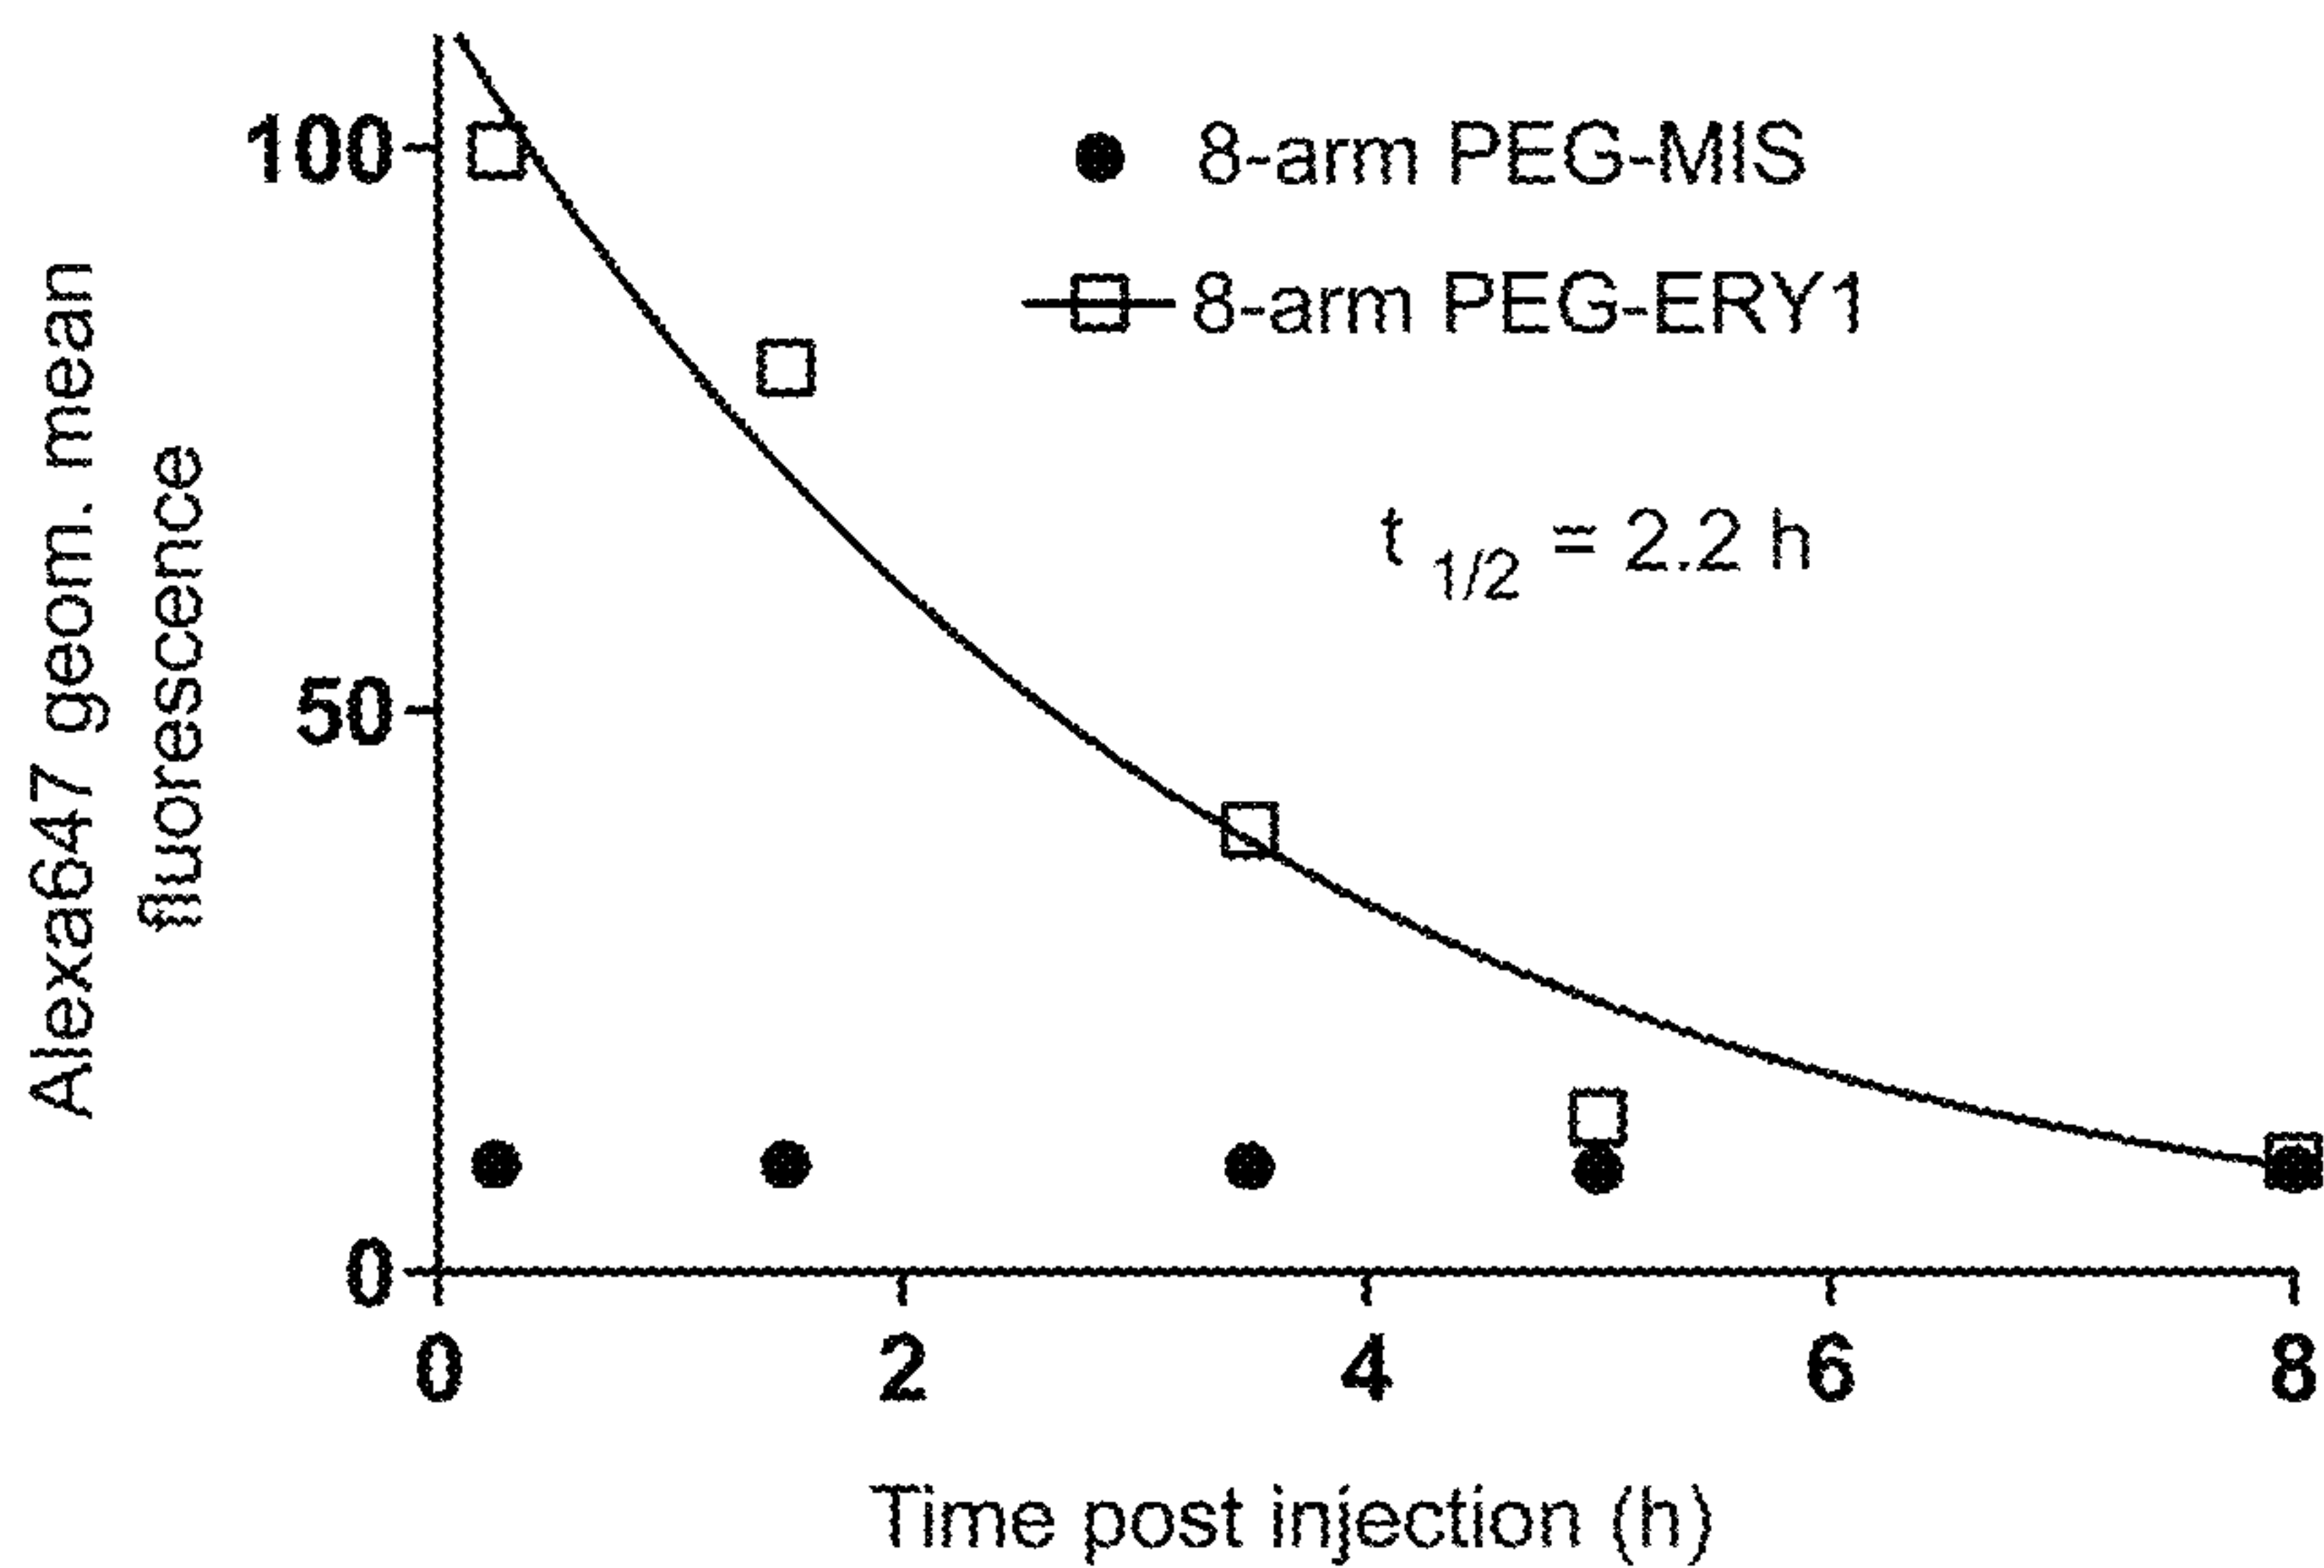 Alexa647 geom. mean
fluorescence
100
50
0
8-arm PEG-MIS
8-arm PEG-ERY1
t 1/2 = 2.2 h
0 2 4 6 8
Time post injection (h)